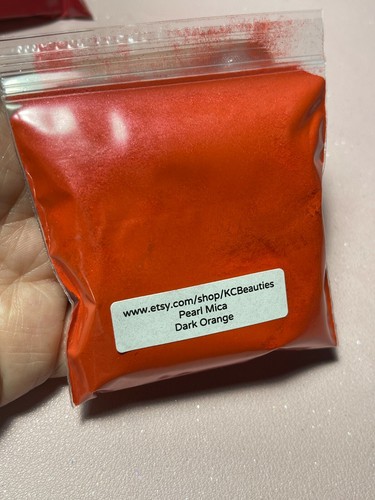 www.etsy.com/shop/KCBeauties
Pearl Mica
Dark Orange